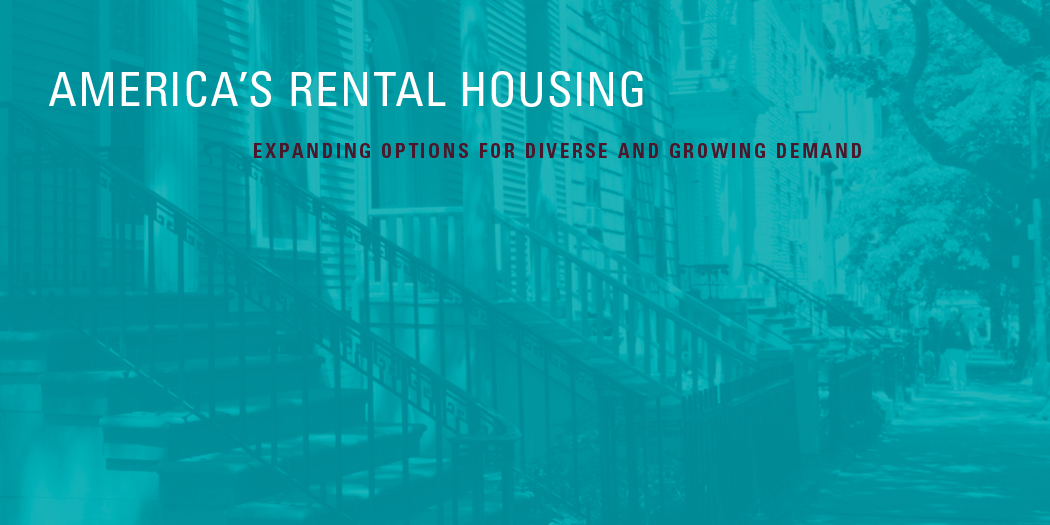 AMERICA’S RENTAL HOUSING
EXPANDING OPTIONS FOR DIVERSE AND GROWING DEMAND